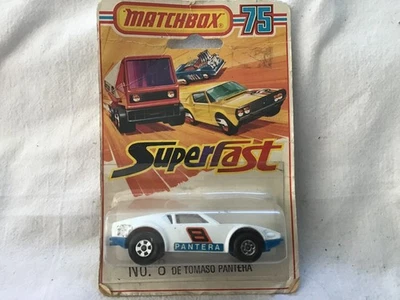 MATCHBOX
75
Superfast
8
PANTERA
NO. 8 DE TOMASO PANTERA